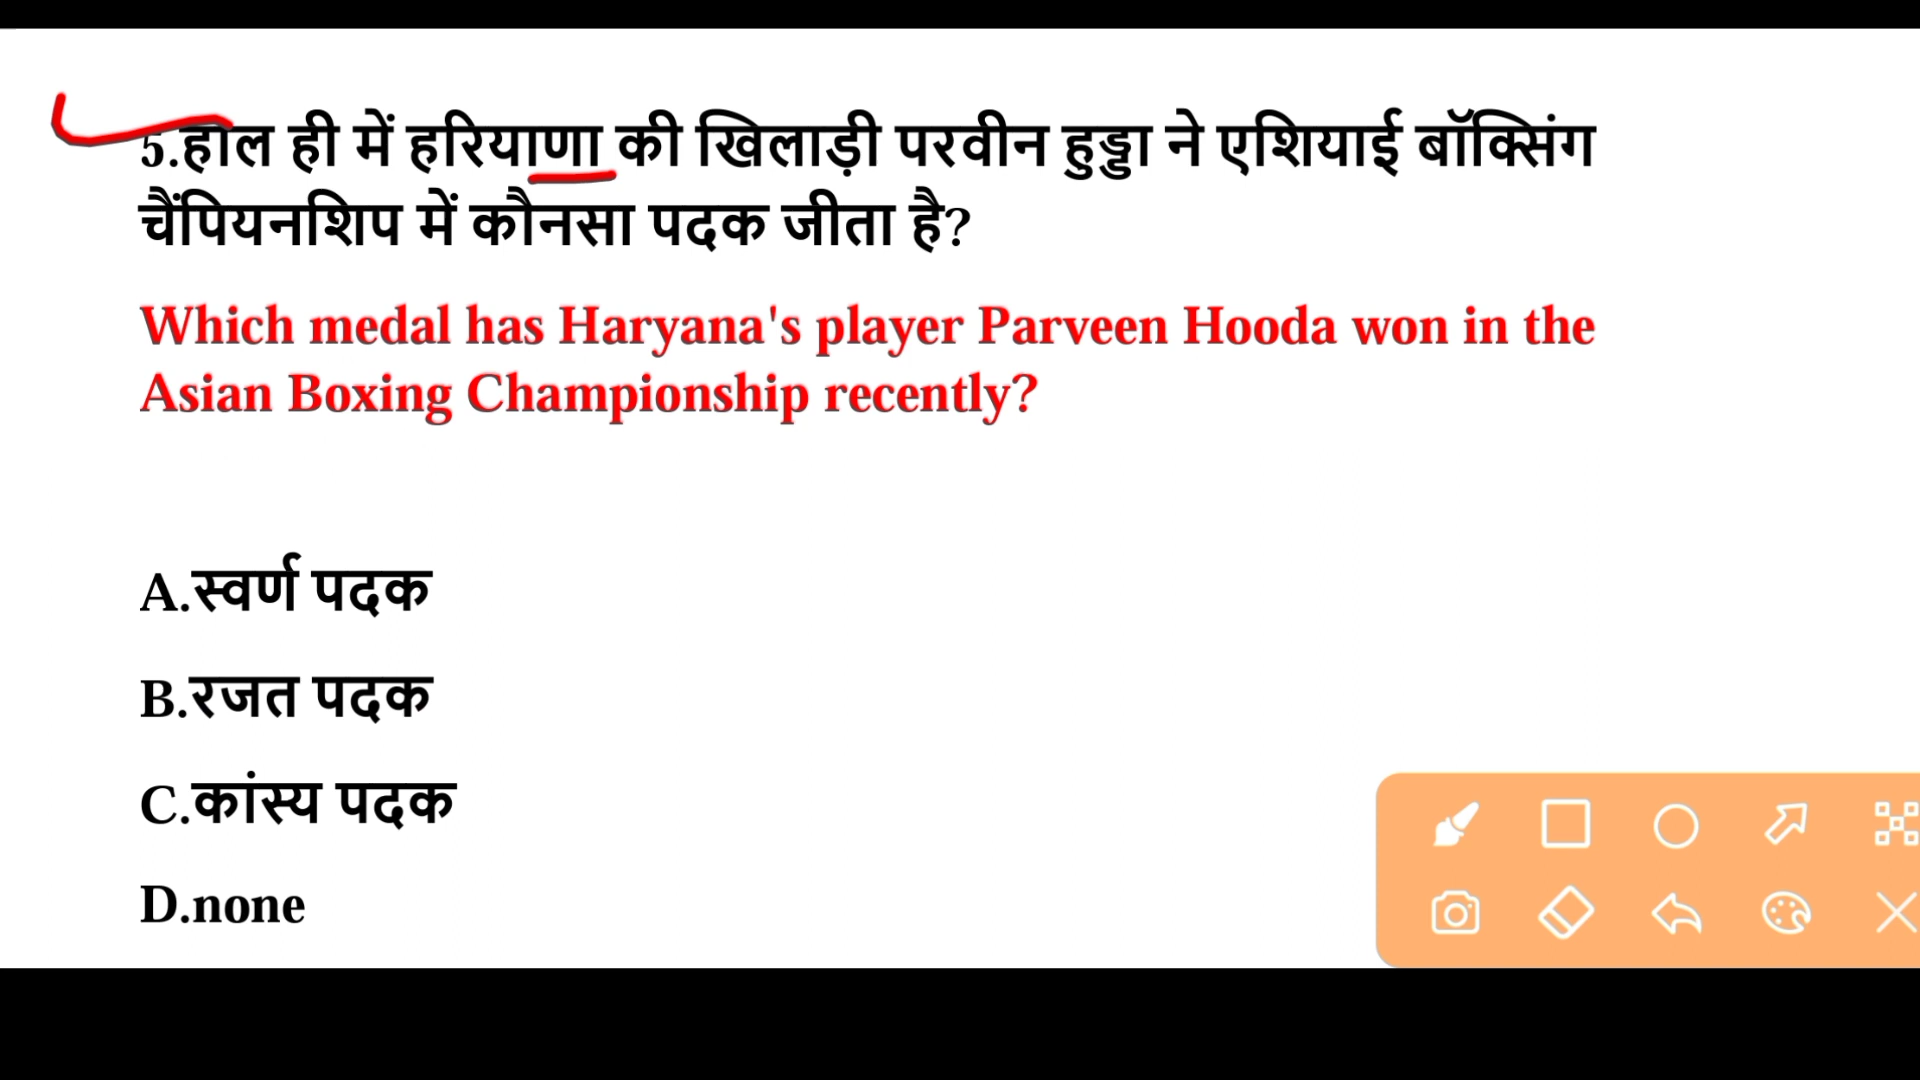 5.हाल ही में हरियाणा की खिलाड़ी परवीन हुड्डा ने एशियाई बॉक्सिंग
चैंपियनशिप में कौनसा पदक जीता है?
Which medal has Haryana's player Parveen Hooda won in the
Asian Boxing Championship recently?
A.स्वर्ण पदक
B.रजत पदक
C.कांस्य पदक
D.none